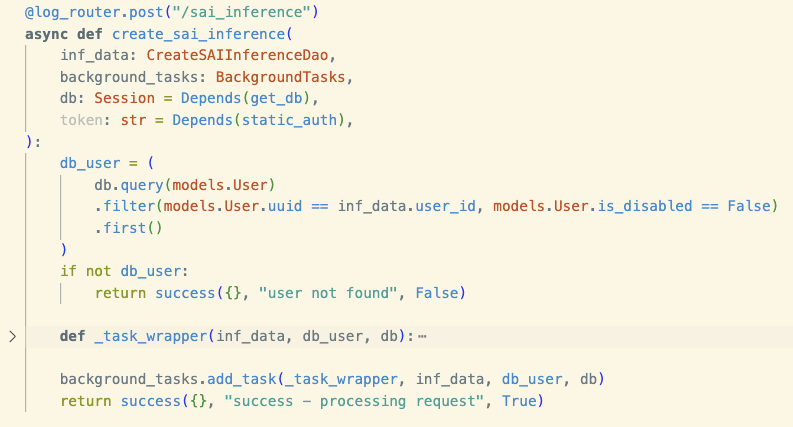 @log_router.post("/sai_inference")
async def create_sai_inference(
    inf_data: CreateSAIInferenceDao,
    background_tasks: BackgroundTasks,
    db: Session = Depends(get_db),
    token: str = Depends(static_auth),
):
    db_user = (
        db.query(models.User)
        .filter(models.User.uuid == inf_data.user_id, models.User.is_disabled == False)
        .first()
    )
    if not db_user:
        return success({}, "user not found", False)
    def _task_wrapper(inf_data, db_user, db):⋯
    background_tasks.add_task(_task_wrapper, inf_data, db_user, db)
    return success({}, "success – processing request", True)